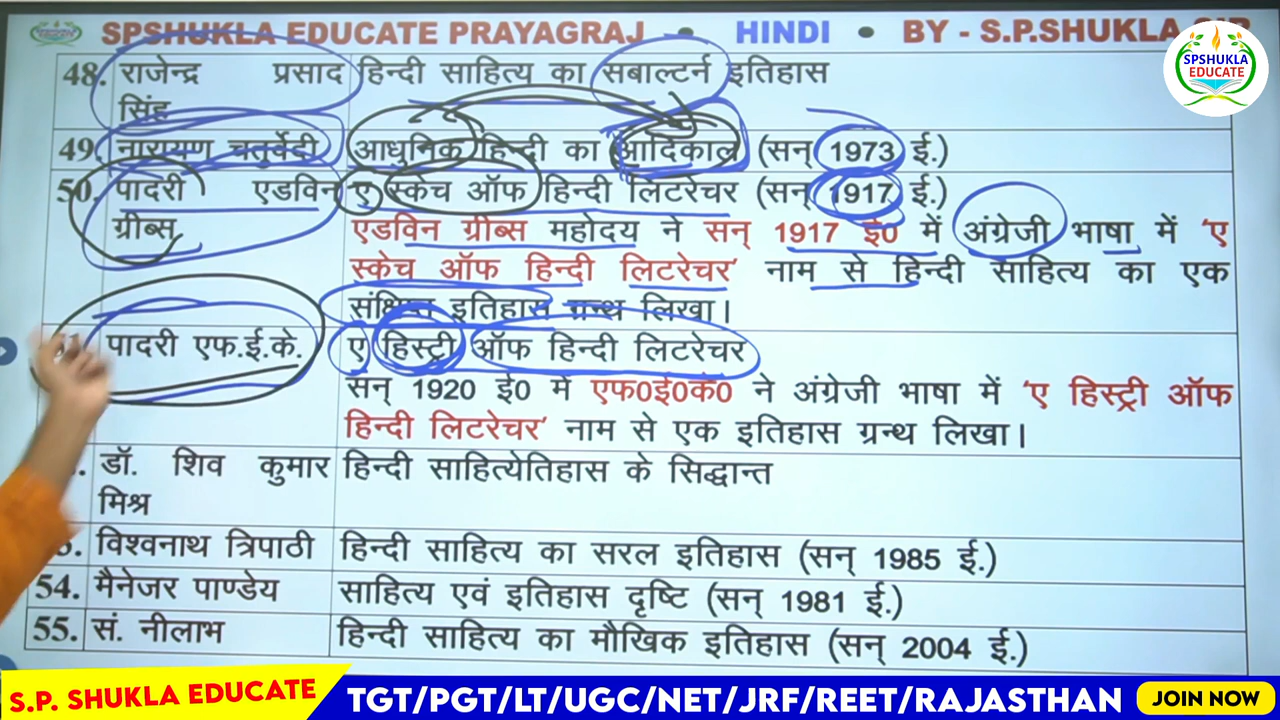 SPSHUKLA EDUCATE PRAYAGRAJ • HINDI • BY - S.P.SHUKLA
SPSHUKLA
EDUCATE
48. राजेन्द्र प्रसाद हिन्दी साहित्य का सबाल्टर्न इतिहास
सिंह
49. नारायण चतुर्वेदी आधुनिक हिन्दी का आदिकाल (सन् 1973 ई.)
50. पादरी एडविन ए स्केच ऑफ हिन्दी लिटरेचर (सन् 1917 ई.)
ग्रीब्स एडविन ग्रीब्स महोदय ने सन् 1917 ई0 में अंग्रेजी भाषा में 'ए
स्केच ऑफ हिन्दी लिटरेचर' नाम से हिन्दी साहित्य का एक
संक्षिप्त इतिहास ग्रन्थ लिखा।
पादरी एफ.ई.के. ए हिस्ट्री ऑफ हिन्दी लिटरेचर
सन् 1920 ई0 में एफ0ई0के0 ने अंग्रेजी भाषा में 'ए हिस्ट्री ऑफ
हिन्दी लिटरेचर' नाम से एक इतिहास ग्रन्थ लिखा।
डॉ. शिव कुमार हिन्दी साहित्येतिहास के सिद्धान्त
मिश्र
विश्वनाथ त्रिपाठी हिन्दी साहित्य का सरल इतिहास (सन् 1985 ई.)
54. मैनेजर पाण्डेय साहित्य एवं इतिहास दृष्टि (सन् 1981 ई.)
55. सं. नीलाभ हिन्दी साहित्य का मौखिक इतिहास (सन् 2004 ई.)
S.P. SHUKLA EDUCATE TGT/PGT/LT/UGC/NET/JRF/REET/RAJASTHAN JOIN NOW